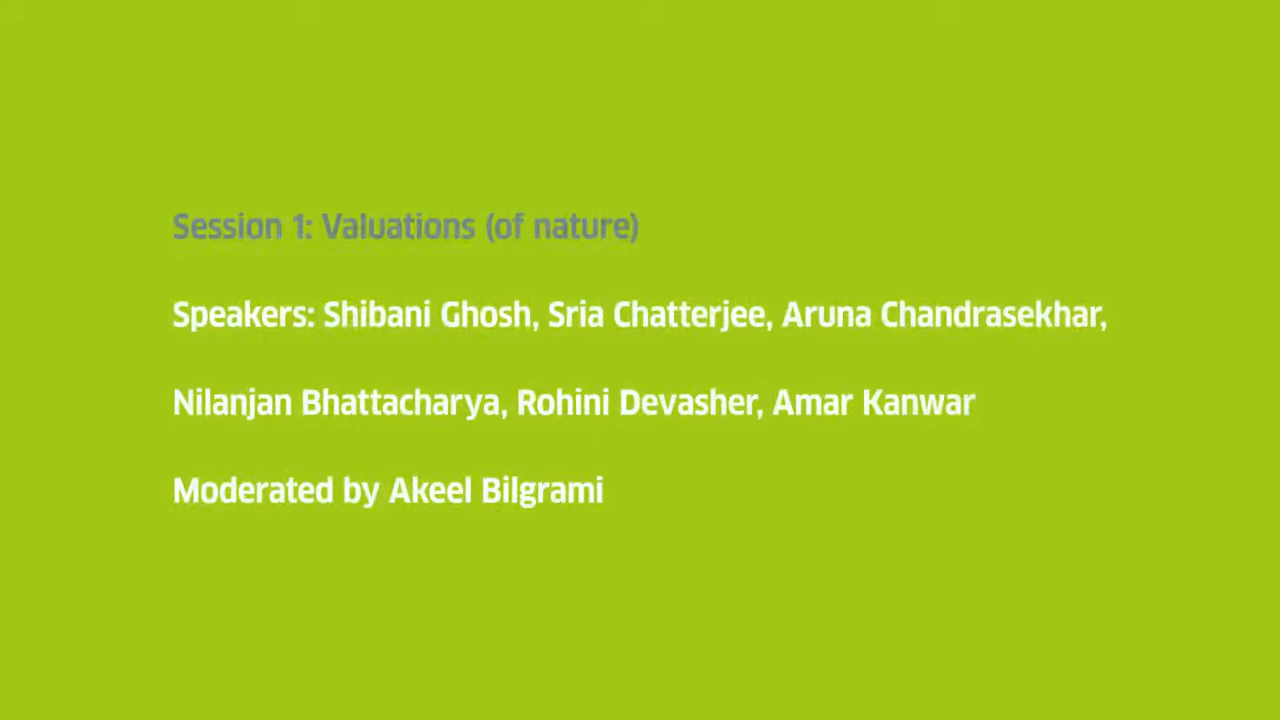 Session 1: Valuations (of nature)
Speakers: Shibani Ghosh, Sria Chatterjee, Aruna Chandrasekhar,
Nilanjan Bhattacharya, Rohini Devasher, Amar Kanwar
Moderated by Akeel Bilgrami